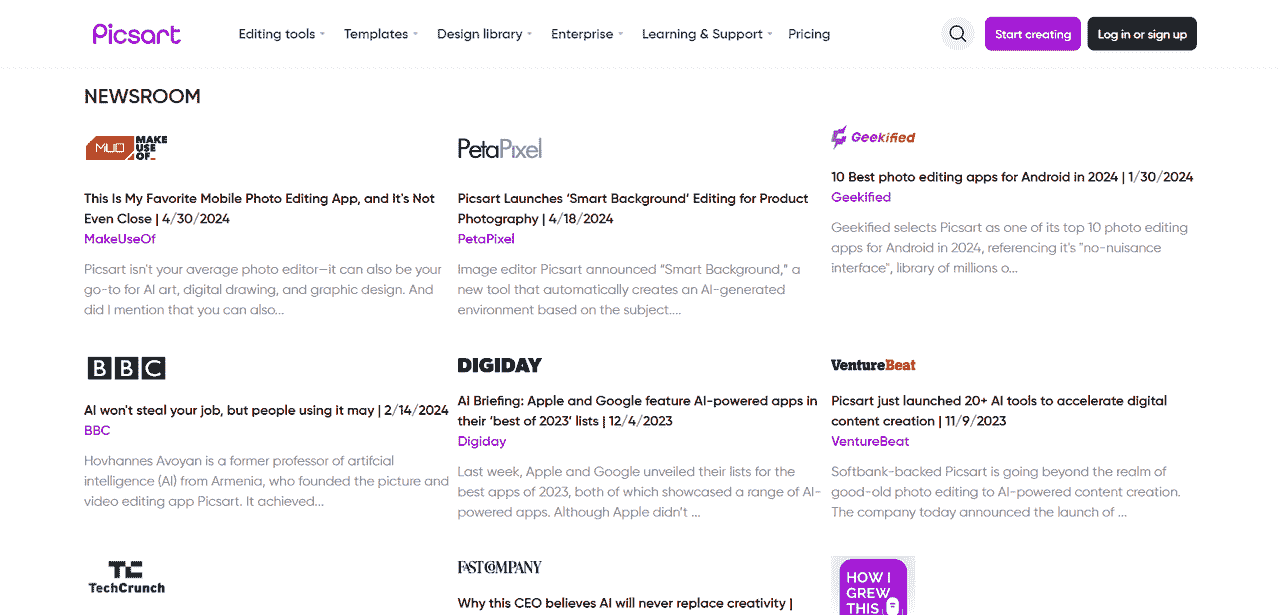 Picsart
Editing tools
Templates
Design library
Enterprise
Learning & Support
Pricing
Start creating
Log in or sign up
NEWSROOM
MUO MAKE
USE
OF_
This Is My Favorite Mobile Photo Editing App, and It's Not
Even Close | 4/30/2024
MakeUseOf
Picsart isn't your average photo editor—it can also be your
go-to for AI art, digital drawing, and graphic design. And
did I mention that you can also...
PetaPixel
Picsart Launches ‘Smart Background’ Editing for Product
Photography | 4/18/2024
PetaPixel
Image editor Picsart announced “Smart Background,” a
new tool that automatically creates an AI-generated
environment based on the subject....
Geekified
10 Best photo editing apps for Android in 2024 | 1/30/2024
Geekified
Geekified selects Picsart as one of its top 10 photo editing
apps for Android in 2024, referencing it's "no-nuisance
interface", library of millions o...
BBC
AI won't steal your job, but people using it may | 2/14/2024
BBC
Hovhannes Avoyan is a former professor of artifcial
intelligence (AI) from Armenia, who founded the picture and
video editing app Picsart. It achieved...
DIGIDAY
AI Briefing: Apple and Google feature AI-powered apps in
their ‘best of 2023’ lists | 12/4/2023
Digiday
Last week, Apple and Google unveiled their lists for the
best apps of 2023, both of which showcased a range of AI-
powered apps. Although Apple didn’t ...
VentureBeat
Picsart just launched 20+ AI tools to accelerate digital
content creation | 11/9/2023
VentureBeat
Softbank-backed Picsart is going beyond the realm of
good-old photo editing to AI-powered content creation.
The company today announced the launch of ...
TC
TechCrunch
FAST COMPANY
Why this CEO believes AI will never replace creativity |
HOW I
GREW
THIS